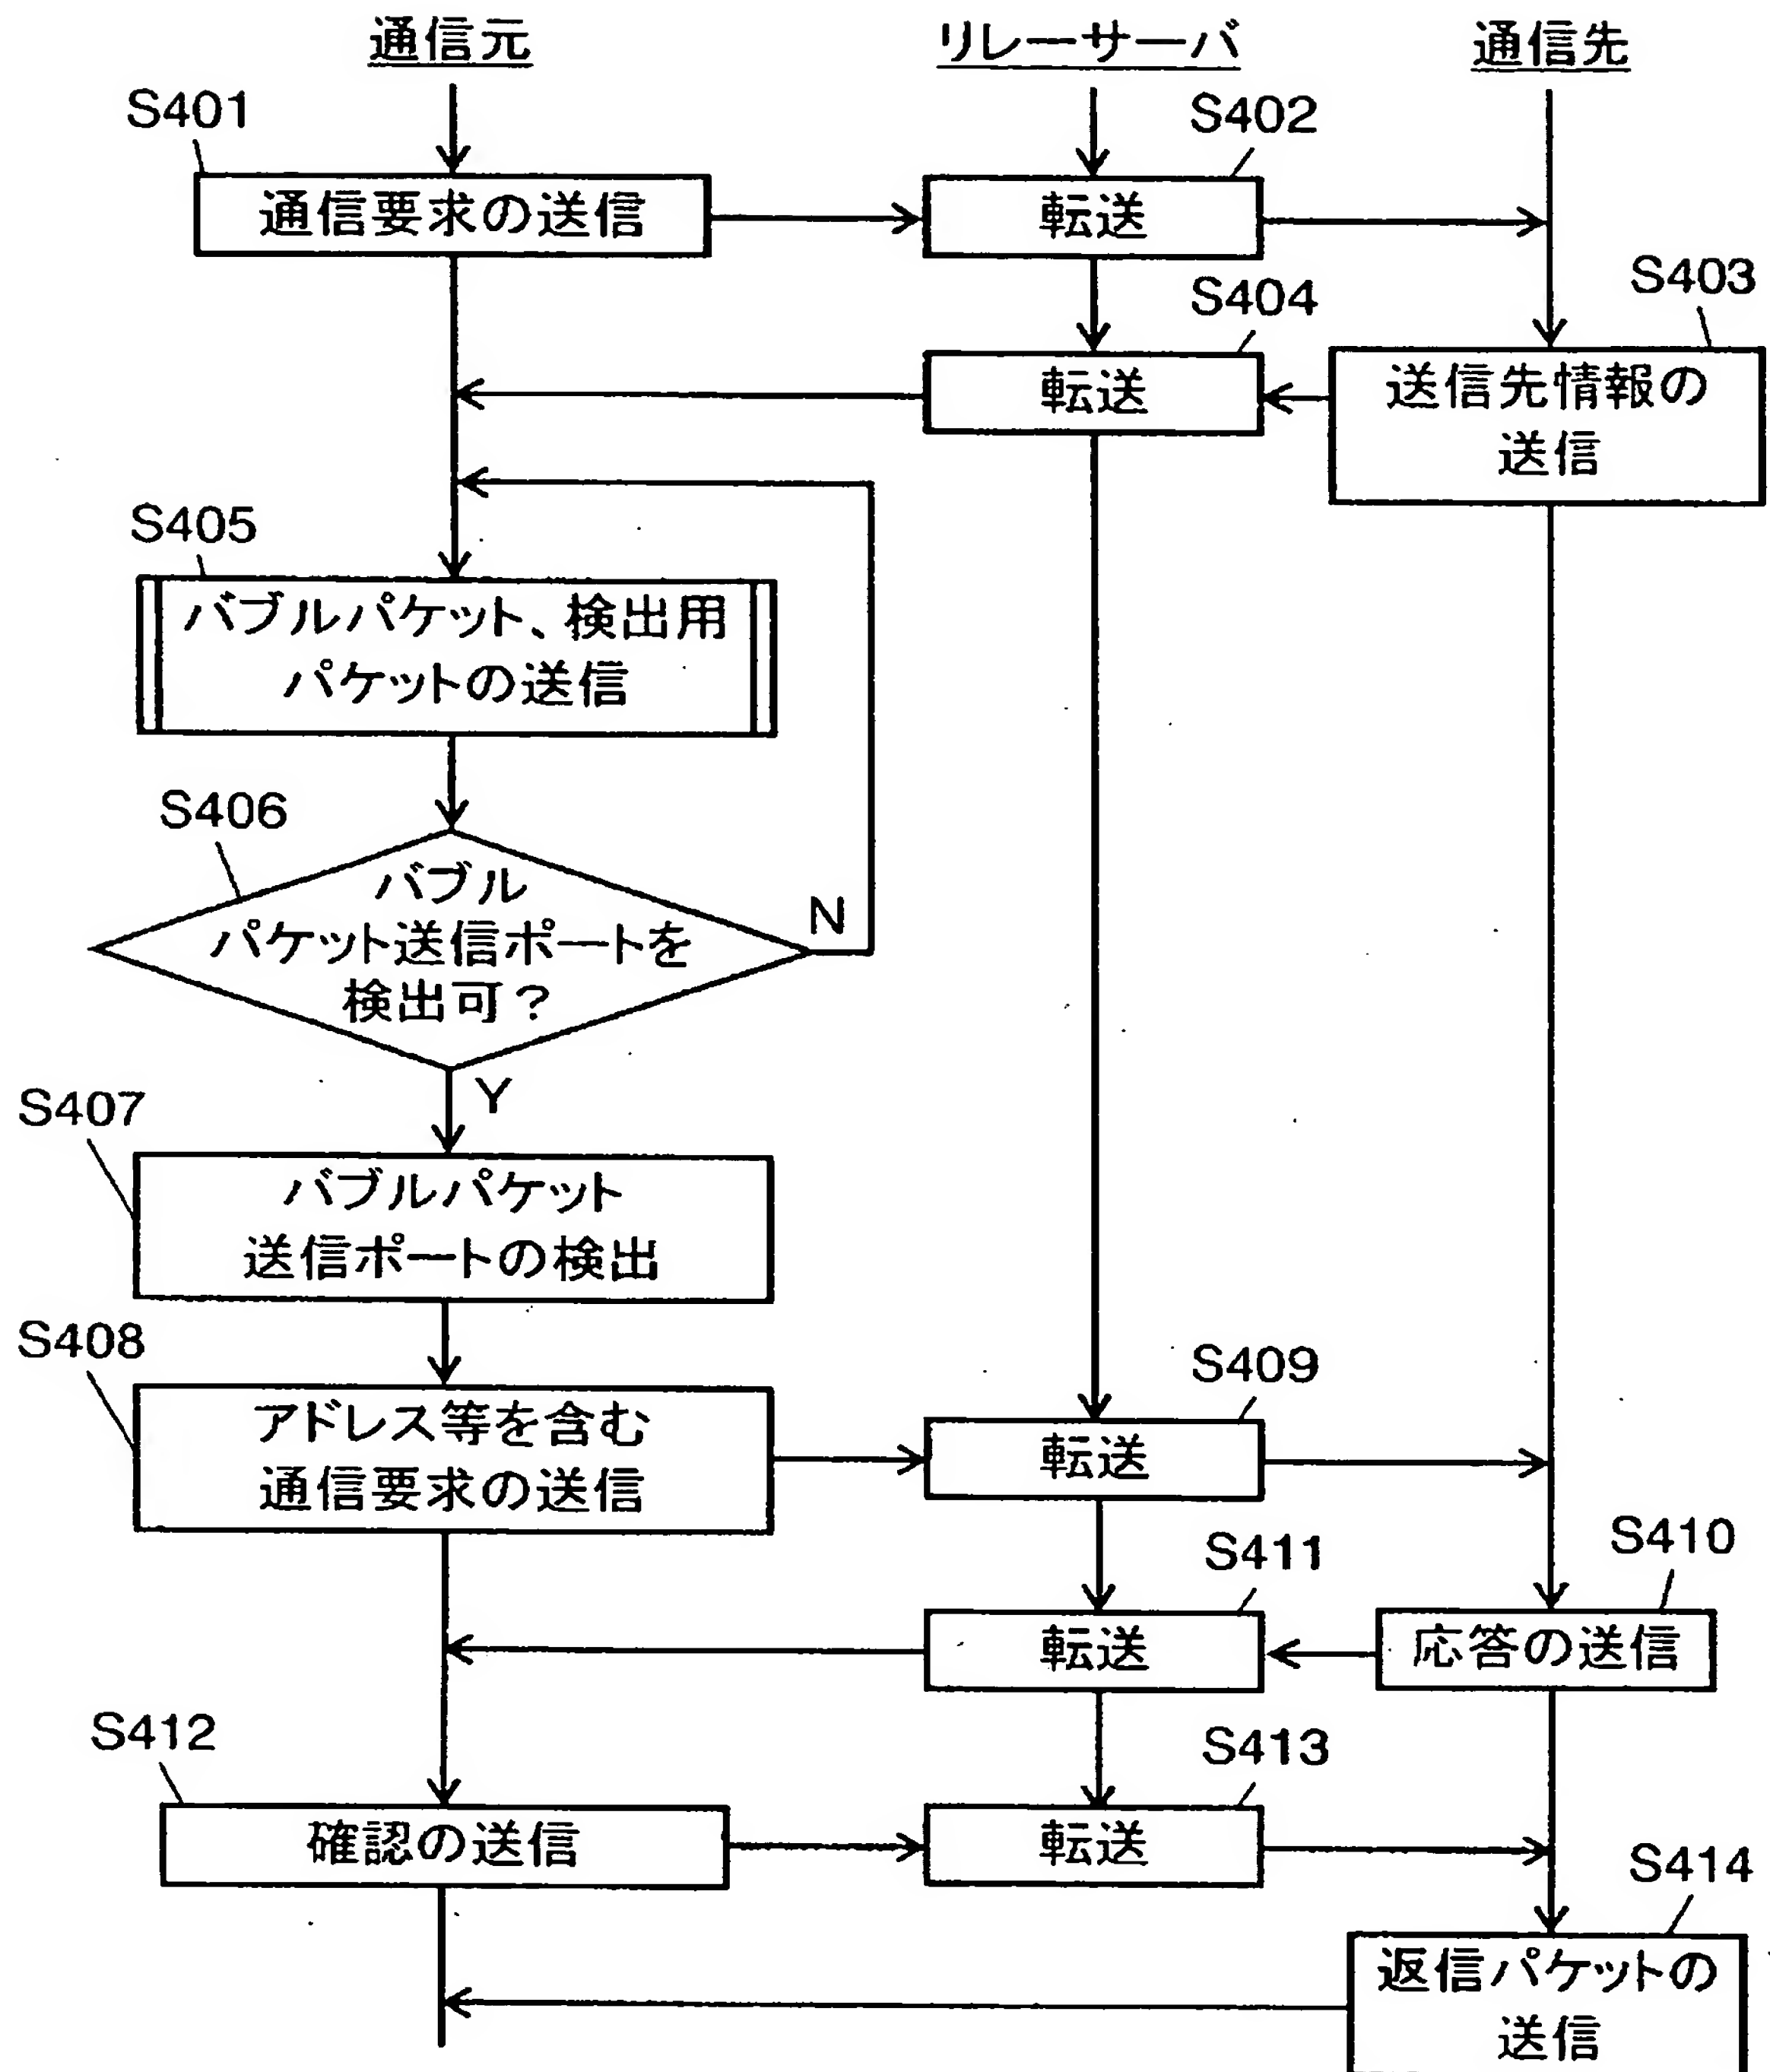 通信元
リレーサーバ
通信先
S401
通信要求の送信
S402
転送
S403
送信先情報の
送信
S404
転送
S405
バブルパケット、検出用
パケットの送信
S406
バブル
パケット送信ポートを
検出可？
N
Y
S407
バブルパケット
送信ポートの検出
S408
アドレス等を含む
通信要求の送信
S409
転送
S410
応答の送信
S411
転送
S412
確認の送信
S413
転送
S414
返信パケットの
送信